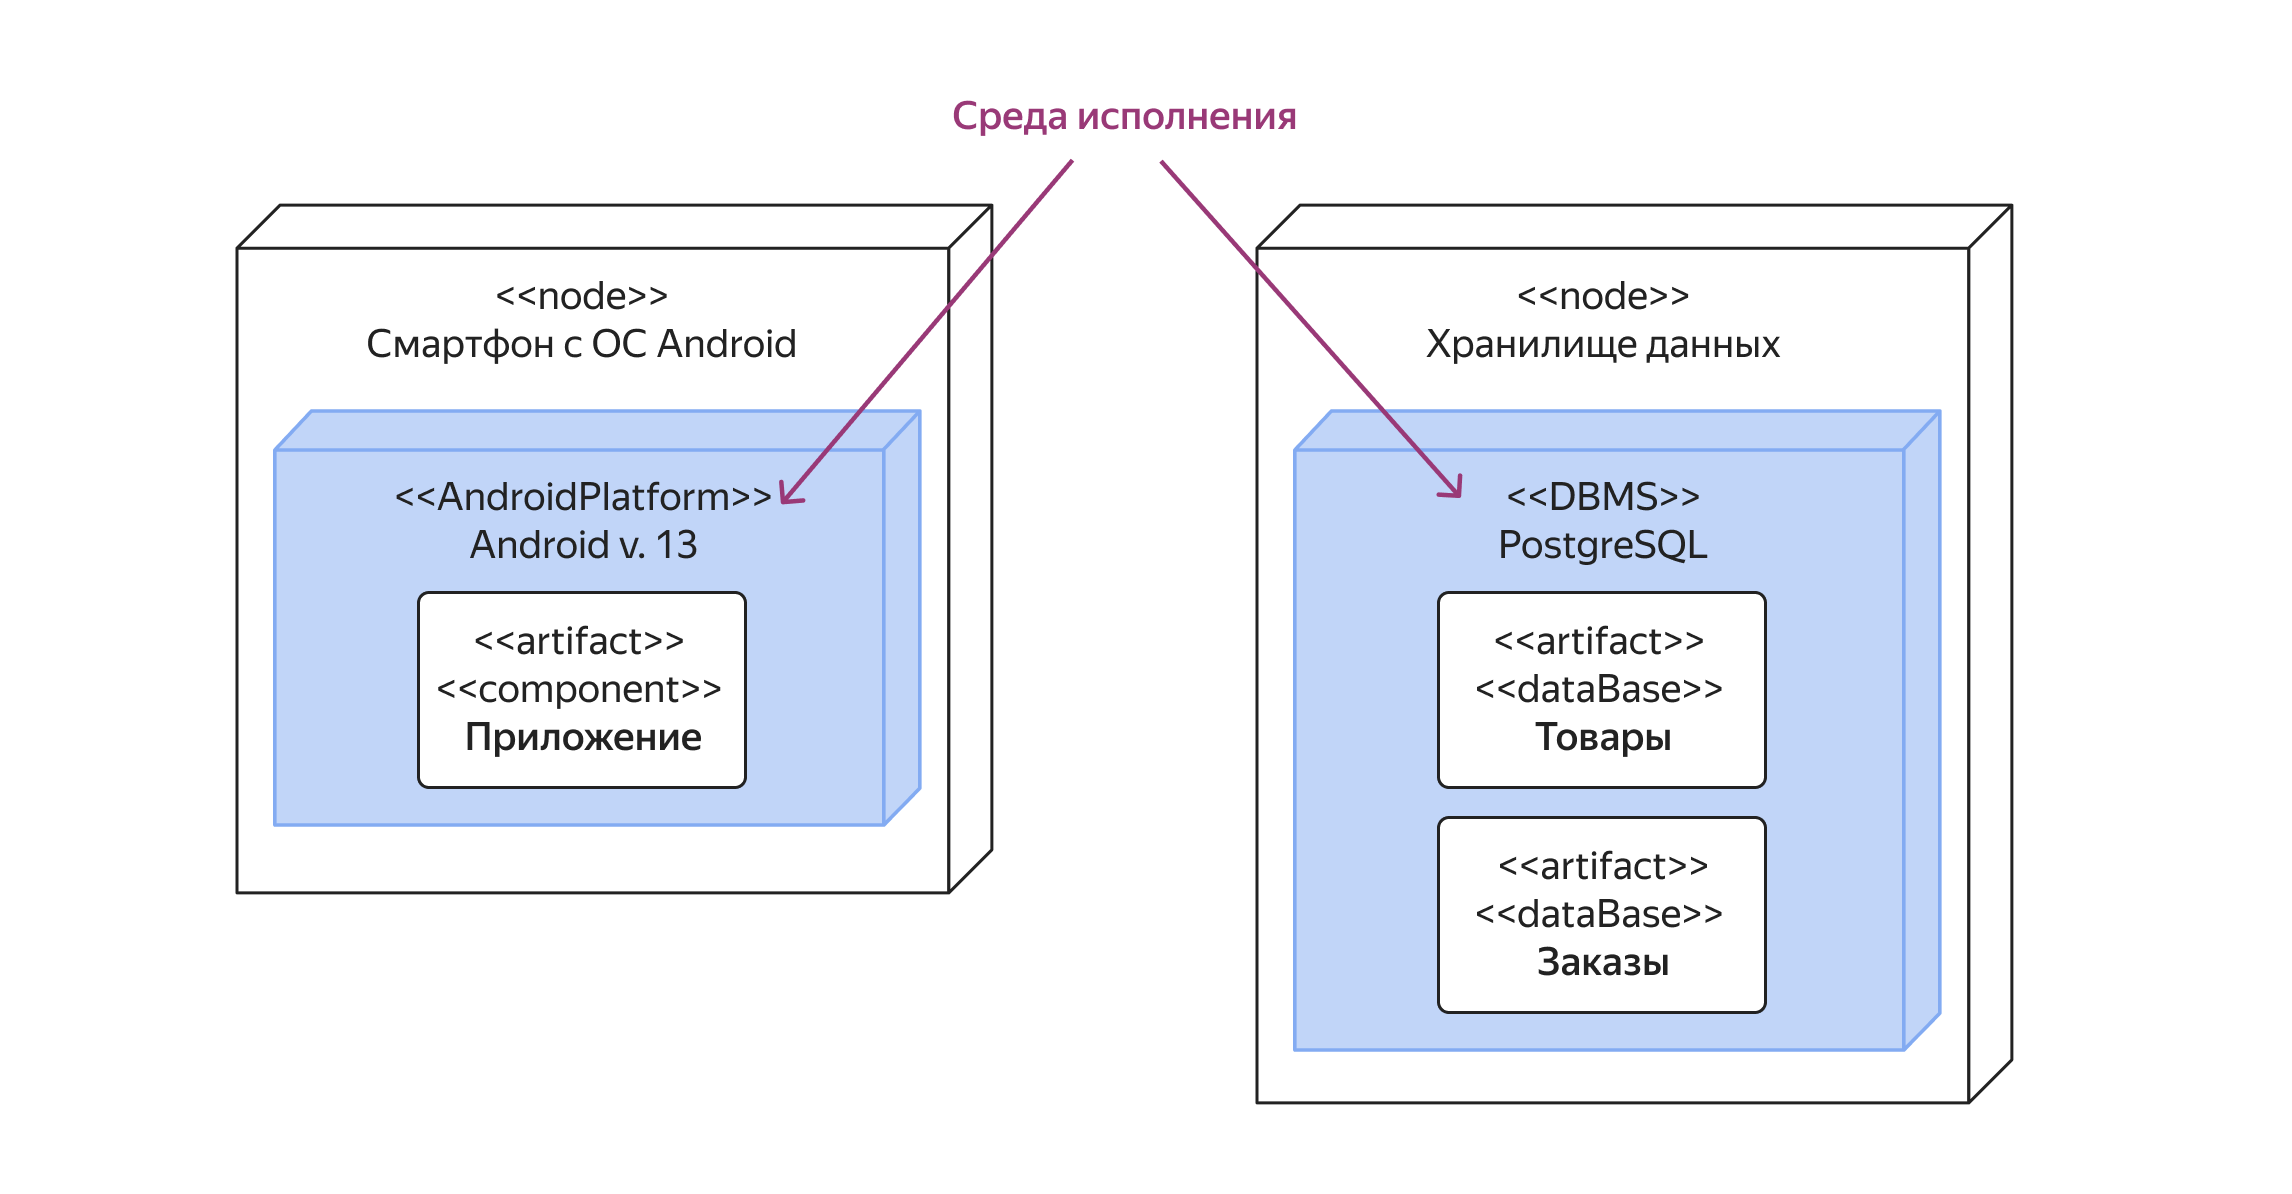 Среда исполнения
<<node>>
Смартфон с ОС Android
<<AndroidPlatform>>
Android v. 13
<<artifact>>
<<component>>
Приложение
<<node>>
Хранилище данных
<<DBMS>>
PostgreSQL
<<artifact>>
<<dataBase>>
Товары
<<artifact>>
<<dataBase>>
Заказы